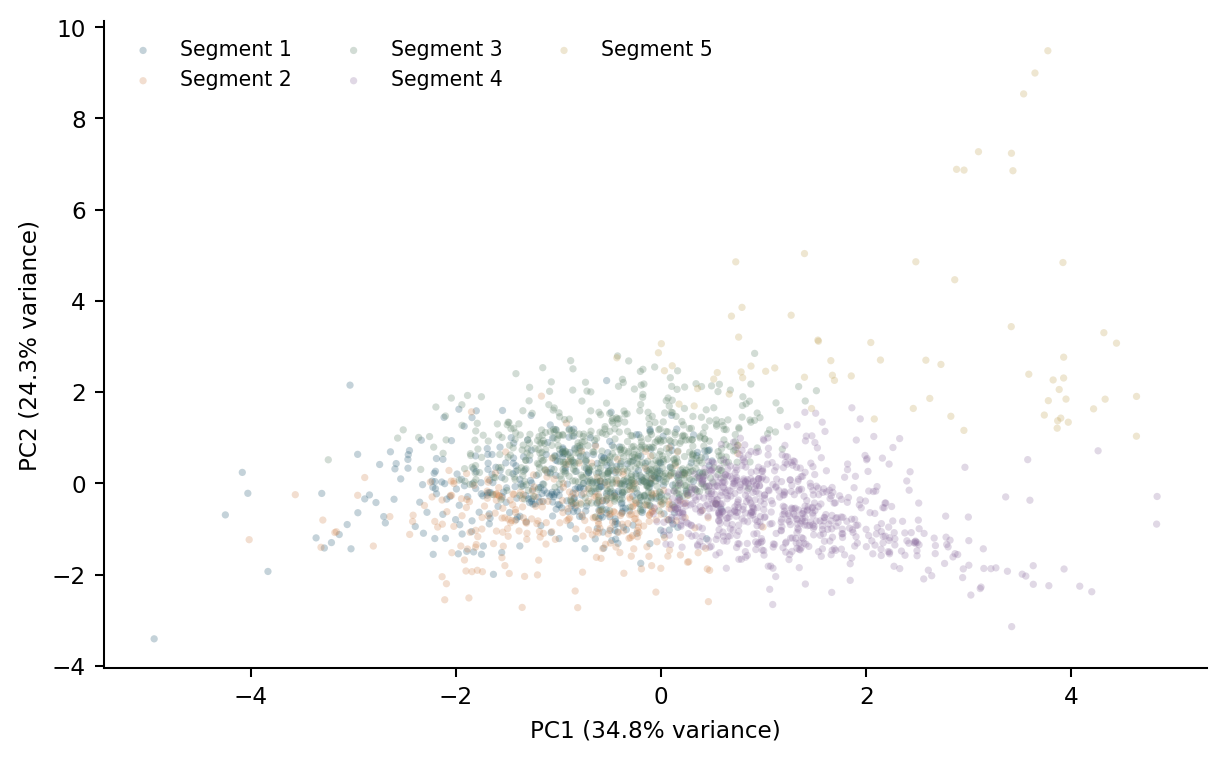 10
8
6
4
2
0
−2
−4
PC2 (24.3% variance)
Segment 1
Segment 2
Segment 3
Segment 4
Segment 5
−4
−2
0
2
4
PC1 (34.8% variance)